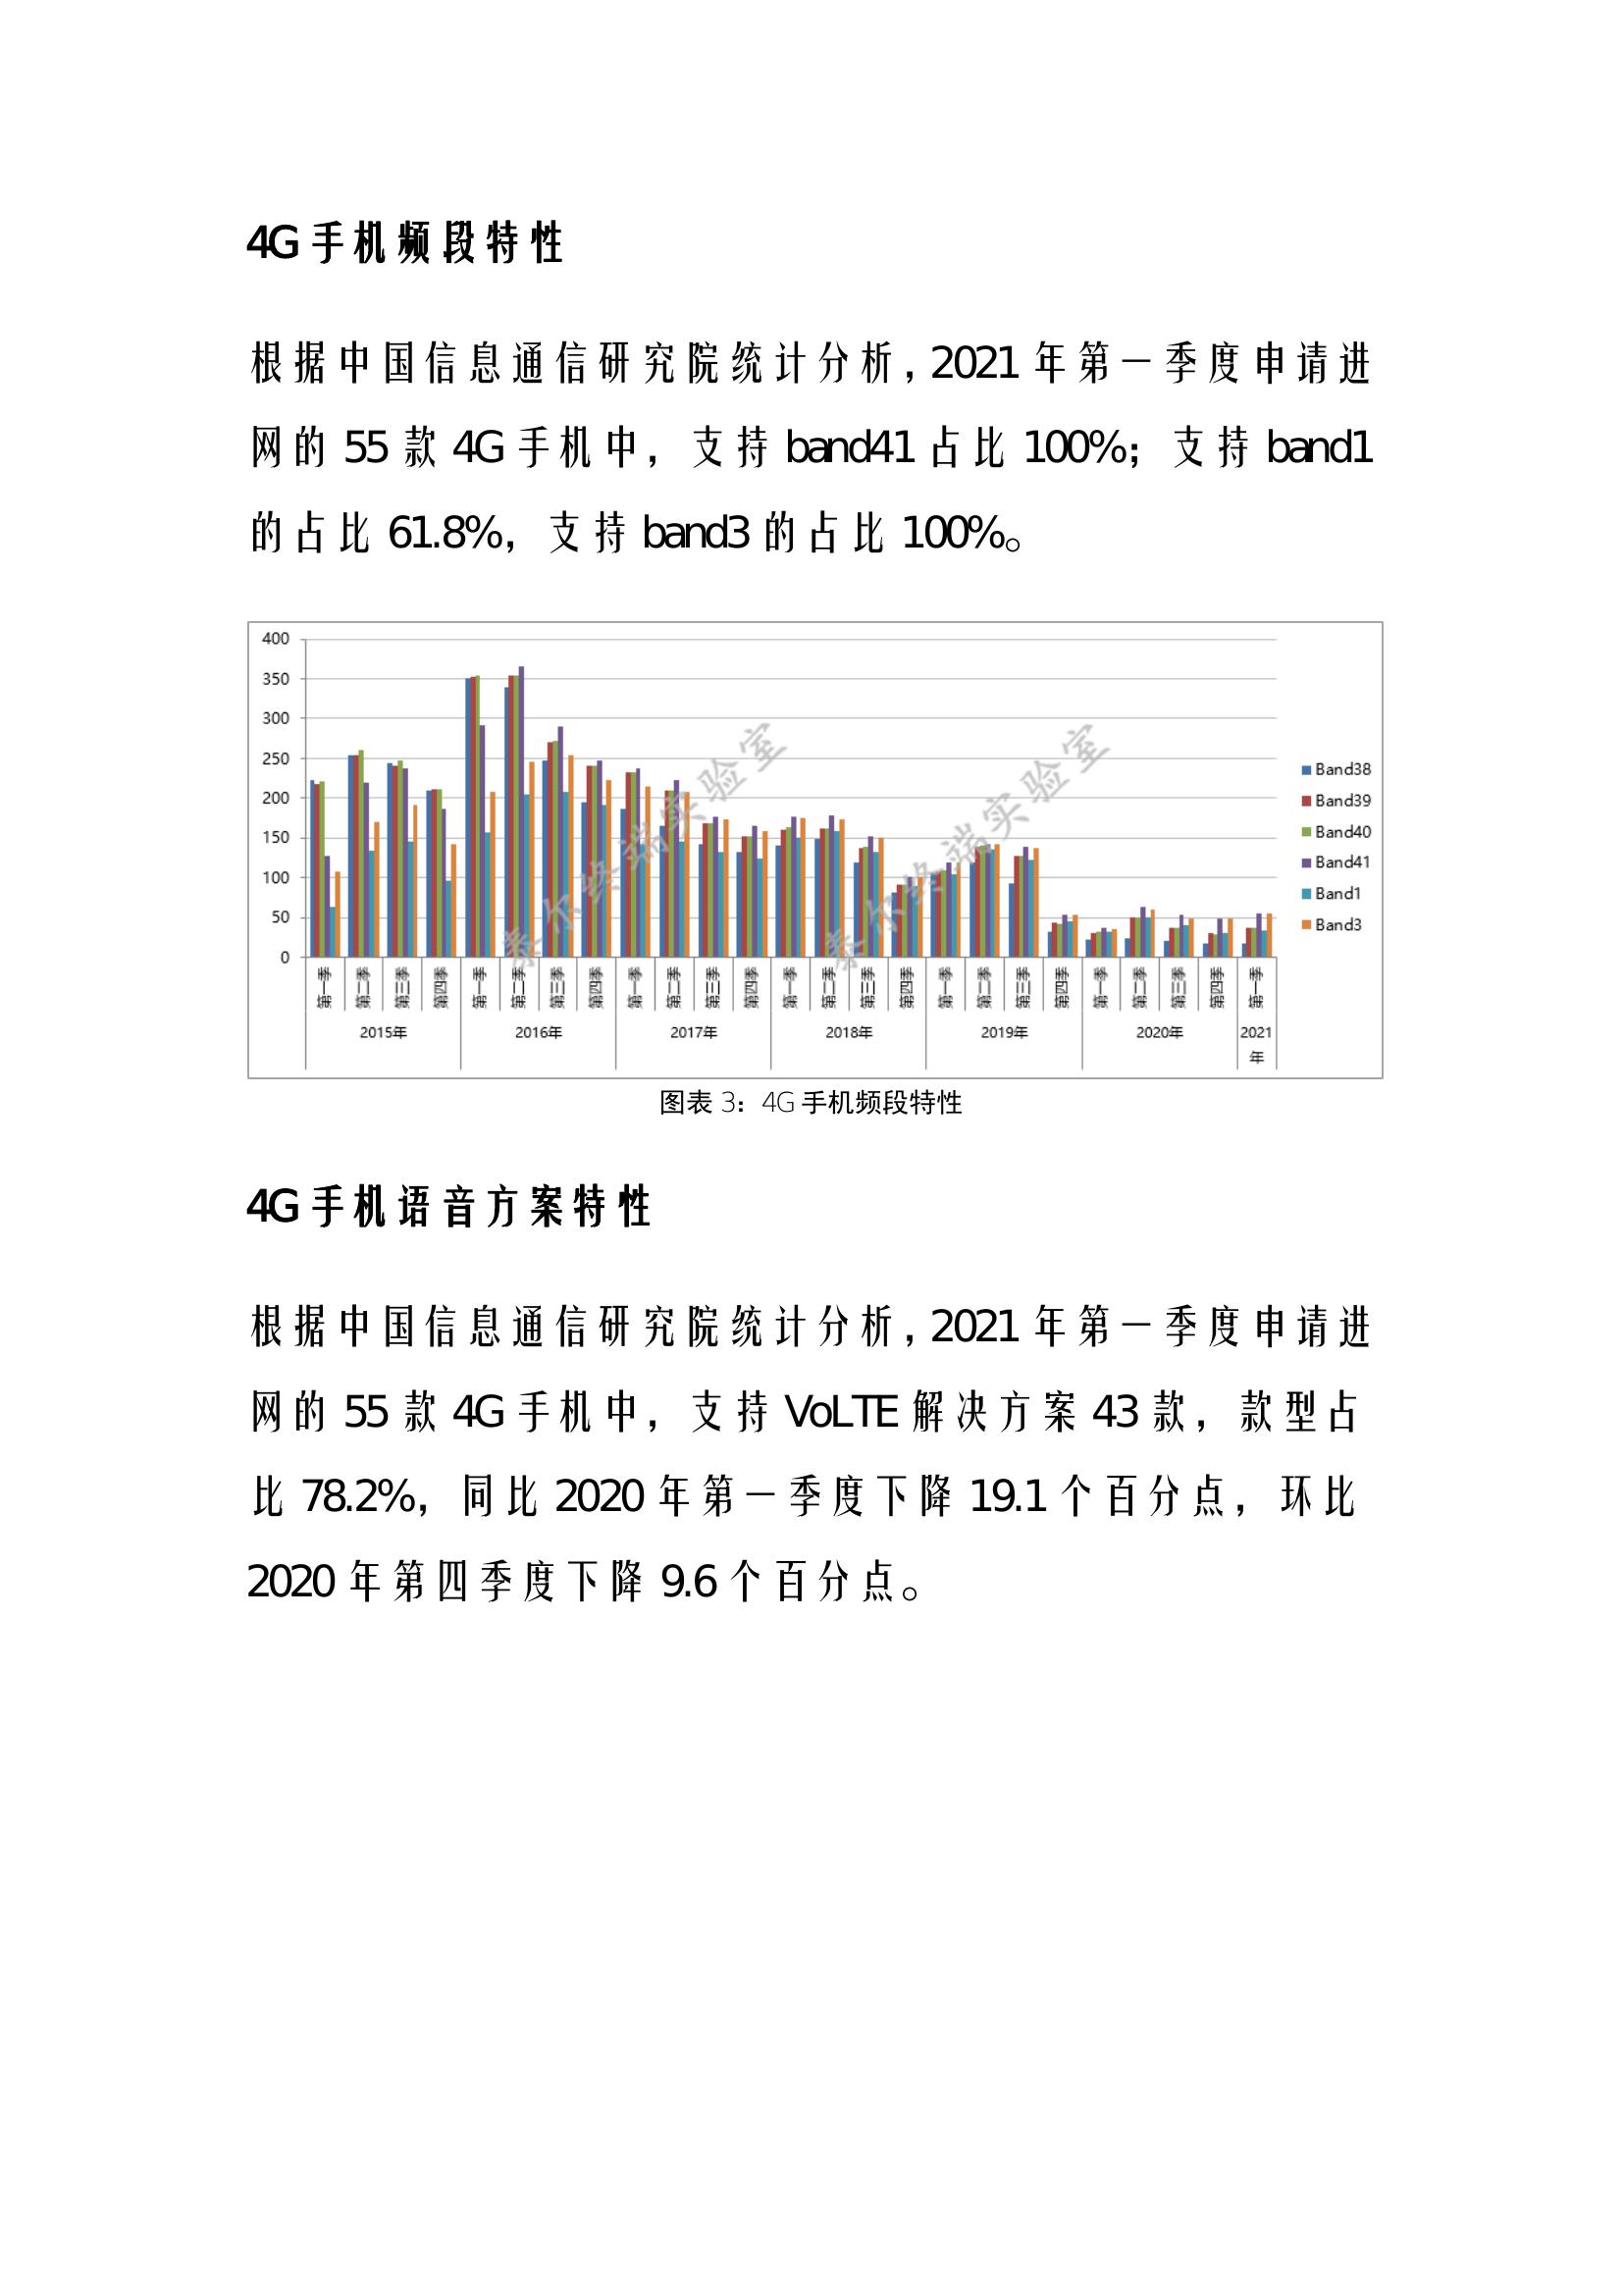 4G手机频段特性
根据中国信息通信研究院统计分析，2021年第一季度申请进
网的55款4G手机中，支持band41占比100%；支持band1
的占比61.8%，支持band3的占比100%。
400
350
300
250
200
150
100
50
0
第一季 第二季 第三季 第四季 第一季 第二季 第三季 第四季 第一季 第二季 第三季 第四季 第一季 第二季 第三季 第四季 第一季 第二季 第三季 第四季 第一季 第二季 第三季 第四季 第一季
2015年 2016年 2017年 2018年 2019年 2020年 2021
年
Band38
Band39
Band40
Band41
Band1
Band3
泰尔终端实验室
泰尔终端实验室
图表 3：4G手机频段特性
4G手机语音方案特性
根据中国信息通信研究院统计分析，2021年第一季度申请进
网的55款4G手机中，支持VoLTE解决方案43款，款型占
比78.2%，同比2020年第一季度下降19.1个百分点，环比
2020年第四季度下降9.6个百分点。